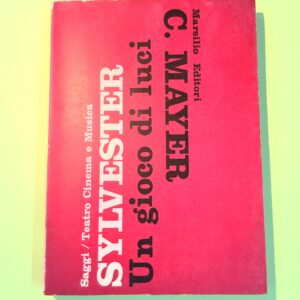 Marsilio Editori
C. MAYER
Un gioco di luci
SYLVESTER
Saggi / Teatro Cinema e Musica